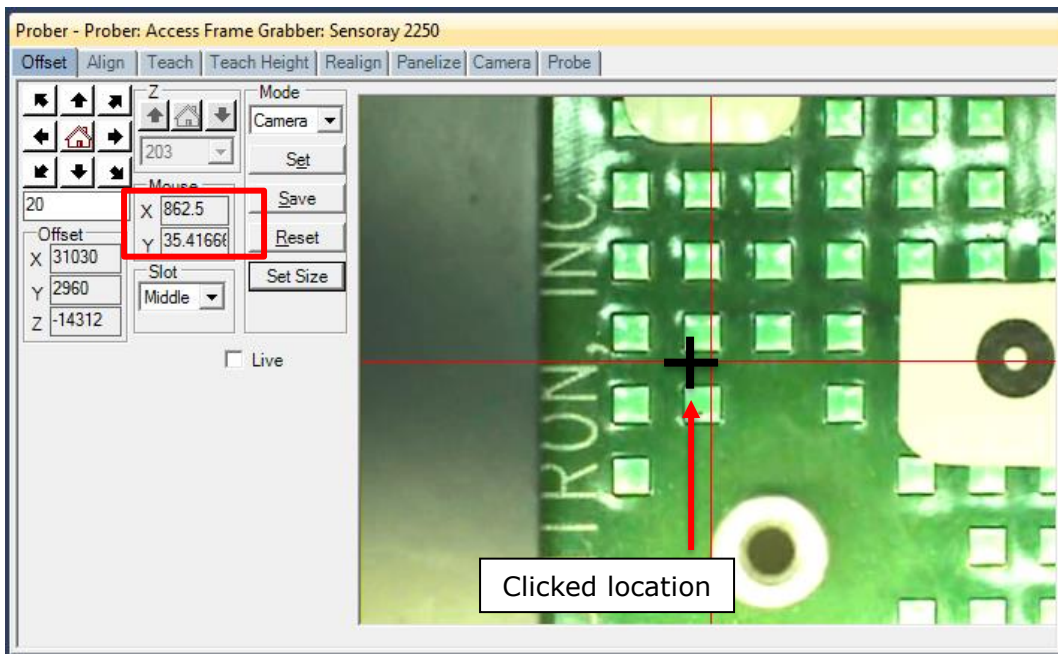 Prober - Prober: Access Frame Grabber: Sensoray 2250
Offset Align Teach Teach Height Realign Panelize Camera Probe
Z
Mode
Camera
203
Set
Mouse
20
X 862.5
Save
Y 35.41666
Reset
Offset
X 31030
Slot
Set Size
Y 2960
Middle
Z -14312
Live
TRON, INC
Clicked location